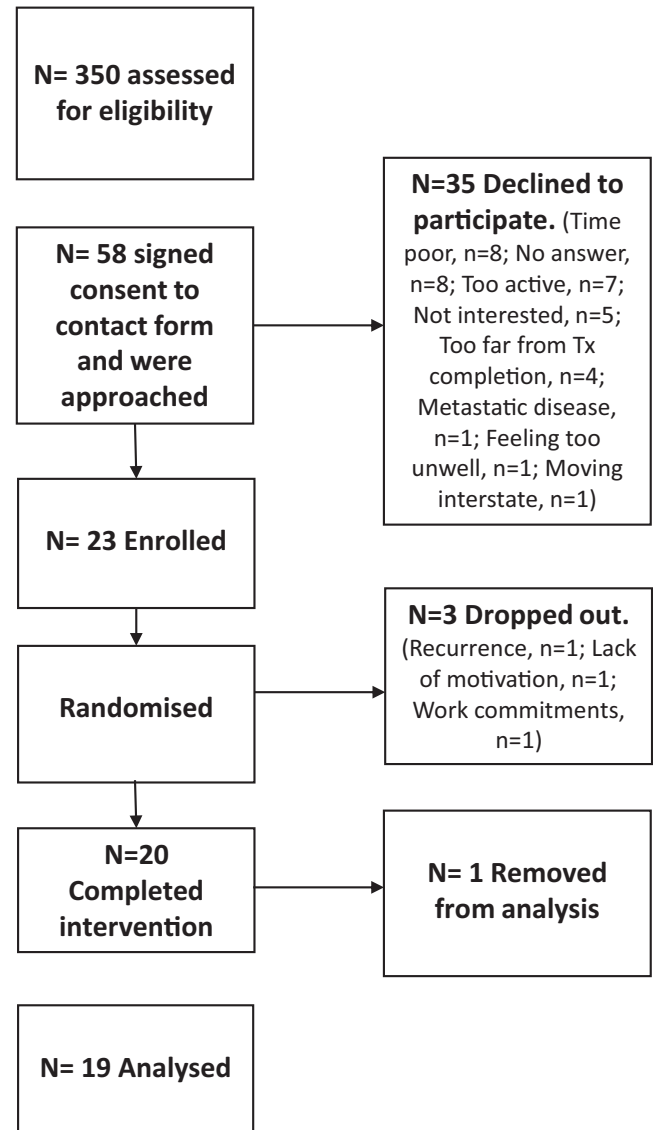 N= 350 assessed
for eligibility
N= 58 signed
consent to
contact form
and were
approached
N=35 Declined to
participate. (Time
poor, n=8; No answer,
n=8; Too active, n=7;
Not interested, n=5;
Too far from Tx
completion, n=4;
Metastatic disease,
n=1; Feeling too
unwell, n=1; Moving
interstate, n=1)
N= 23 Enrolled
Randomised
N=3 Dropped out.
(Recurrence, n=1; Lack
of motivation, n=1;
Work commitments,
n=1)
N=20
Completed
intervention
N= 1 Removed
from analysis
N= 19 Analysed